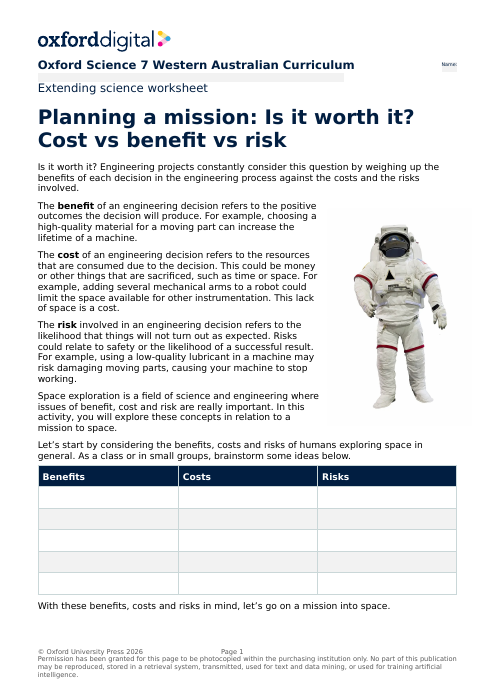 oxforddigital
Oxford Science 7 Western Australian Curriculum
Name:
Extending science worksheet
Planning a mission: Is it worth it?
Cost vs benefit vs risk
Is it worth it? Engineering projects constantly consider this question by weighing up the
benefits of each decision in the engineering process against the costs and the risks
involved.
The benefit of an engineering decision refers to the positive
outcomes the decision will produce. For example, choosing a
high-quality material for a moving part can increase the
lifetime of a machine.
The cost of an engineering decision refers to the resources
that are consumed due to the decision. This could be money
or other things that are sacrificed, such as time or space. For
example, adding several mechanical arms to a robot could
limit the space available for other instrumentation. This lack
of space is a cost.
The risk involved in an engineering decision refers to the
likelihood that things will not turn out as expected. Risks
could relate to safety or the likelihood of a successful result.
For example, using a low-quality lubricant in a machine may
risk damaging moving parts, causing your machine to stop
working.
Space exploration is a field of science and engineering where
issues of benefit, cost and risk are really important. In this
activity, you will explore these concepts in relation to a
mission to space.
Let's start by considering the benefits, costs and risks of humans exploring space in
general. As a class or in small groups, brainstorm some ideas below.
Benefits Costs Risks
With these benefits, costs and risks in mind, let's go on a mission into space.
© Oxford University Press 2026 Page 1
Permission has been granted for this page to be photocopied within the purchasing institution only. No part of this publication
may be reproduced, stored in a retrieval system, transmitted, used for text and data mining, or used for training artificial
intelligence.